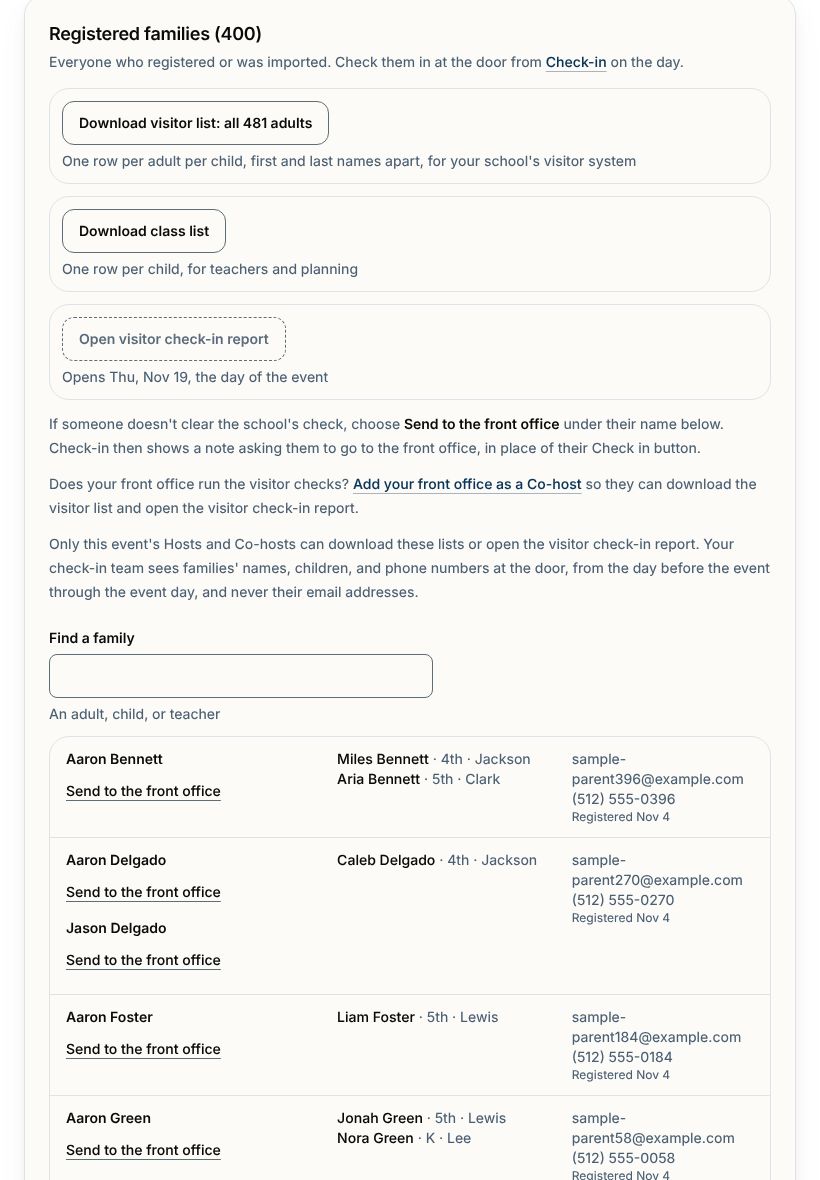 Registered families (400)
Everyone who registered or was imported. Check them in at the door from Check-in on the day.
Download visitor list: all 481 adults
One row per adult per child, first and last names apart, for your school's visitor system
Download class list
One row per child, for teachers and planning
Open visitor check-in report
Opens Thu, Nov 19, the day of the event
If someone doesn't clear the school's check, choose Send to the front office under their name below.
Check-in then shows a note asking them to go to the front office, in place of their Check in button.
Does your front office run the visitor checks? Add your front office as a Co-host so they can download the
visitor list and open the visitor check-in report.
Only this event's Hosts and Co-hosts can download these lists or open the visitor check-in report. Your
check-in team sees families' names, children, and phone numbers at the door, from the day before the event
through the event day, and never their email addresses.
Find a family
An adult, child, or teacher
Aaron Bennett
Send to the front office
Miles Bennett · 4th · Jackson
Aria Bennett · 5th · Clark
sample-
parent396@example.com
(512) 555-0396
Registered Nov 4
Aaron Delgado
Send to the front office
Jason Delgado
Send to the front office
Caleb Delgado · 4th · Jackson
sample-
parent270@example.com
(512) 555-0270
Registered Nov 4
Aaron Foster
Send to the front office
Liam Foster · 5th · Lewis
sample-
parent184@example.com
(512) 555-0184
Registered Nov 4
Aaron Green
Send to the front office
Jonah Green · 5th · Lewis
Nora Green · K · Lee
sample-
parent58@example.com
(512) 555-0058
Registered Nov 4